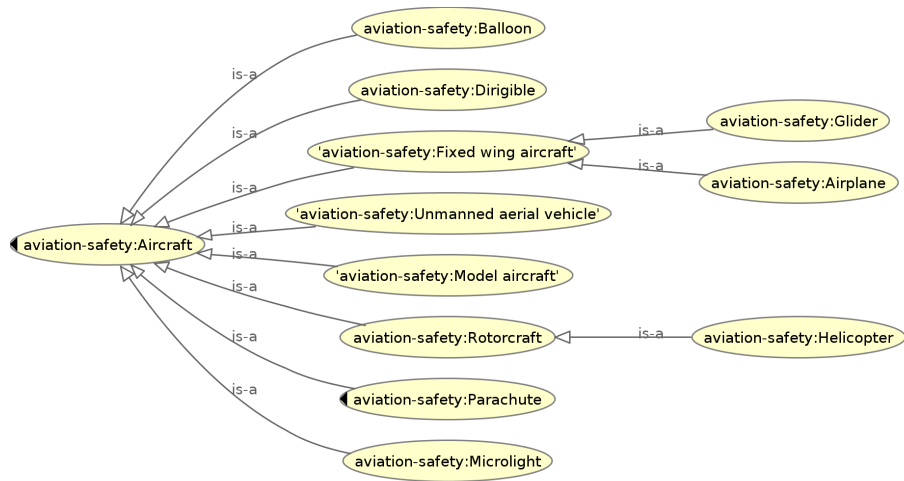 aviation-safety:Balloon
is-a
aviation-safety:Dirigible
is-a
aviation-safety:Glider
is-a
'aviation-safety:Fixed wing aircraft'
is-a
aviation-safety:Airplane
is-a
'aviation-safety:Unmanned aerial vehicle'
is-a
aviation-safety:Aircraft
is-a
'aviation-safety:Model aircraft'
is-a
aviation-safety:Rotorcraft
is-a
aviation-safety:Helicopter
is-a
aviation-safety:Parachute
is-a
aviation-safety:Microlight